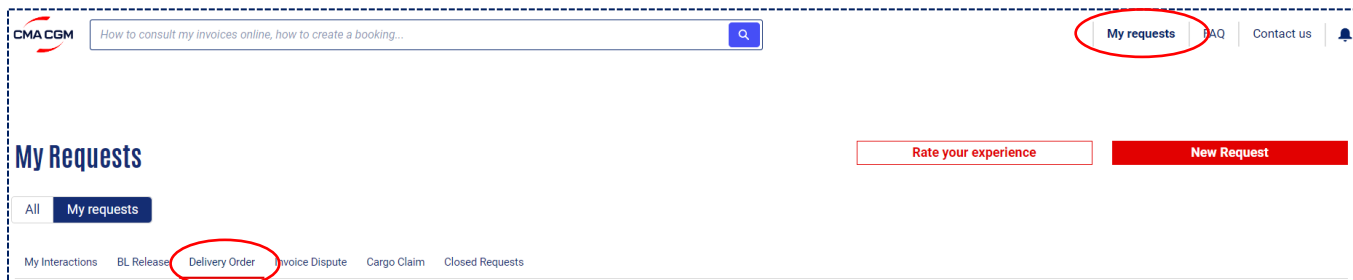 CMA CGM How to consult my invoices online, how to create a booking... My requests FAQ Contact us
My Requests Rate your experience New Request
All My requests
My Interactions BL Release Delivery Order Invoice Dispute Cargo Claim Closed Requests